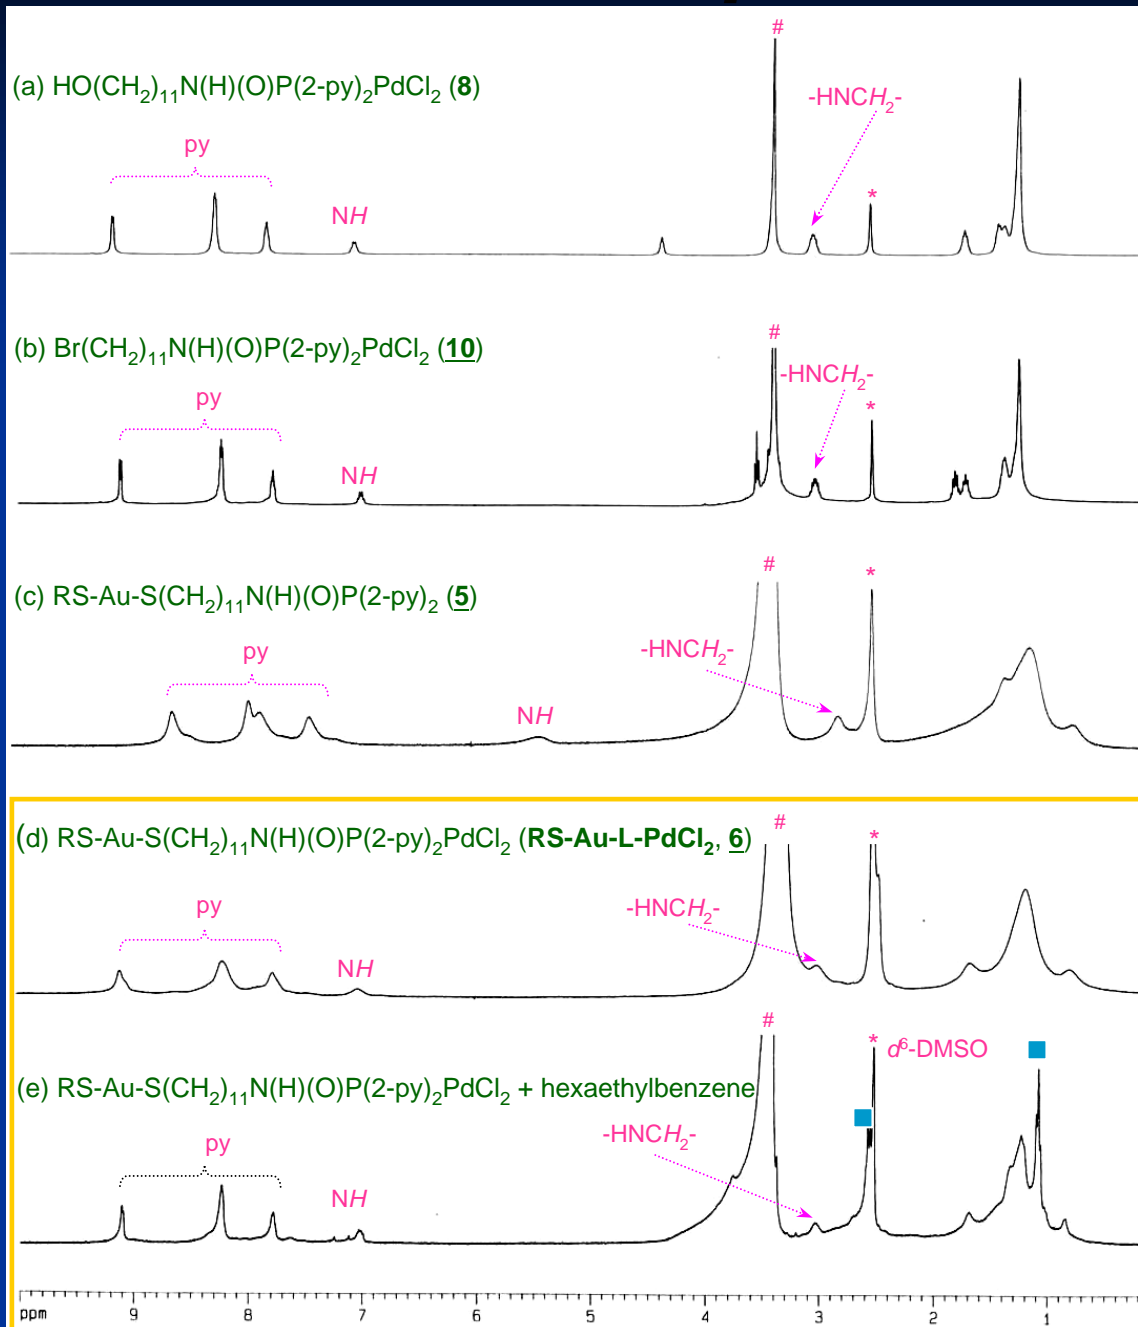 #
(a) HO(CH₂)₁₁N(H)(O)P(2-py)₂PdCl₂ (8)
-HNCH₂-
py
NH
*
#
(b) Br(CH₂)₁₁N(H)(O)P(2-py)₂PdCl₂ (10)
-HNCH₂-
py
*
NH
#
*
(c) RS-Au-S(CH₂)₁₁N(H)(O)P(2-py)₂ (5)
py
-HNCH₂-
NH
(d) RS-Au-S(CH₂)₁₁N(H)(O)P(2-py)₂PdCl₂ (RS-Au-L-PdCl₂, 6)
#
*
py
-HNCH₂-
NH
#
* d⁶-DMSO
(e) RS-Au-S(CH₂)₁₁N(H)(O)P(2-py)₂PdCl₂ + hexaethylbenzene
py
-HNCH₂-
NH
ppm 9 8 7 6 5 4 3 2 1